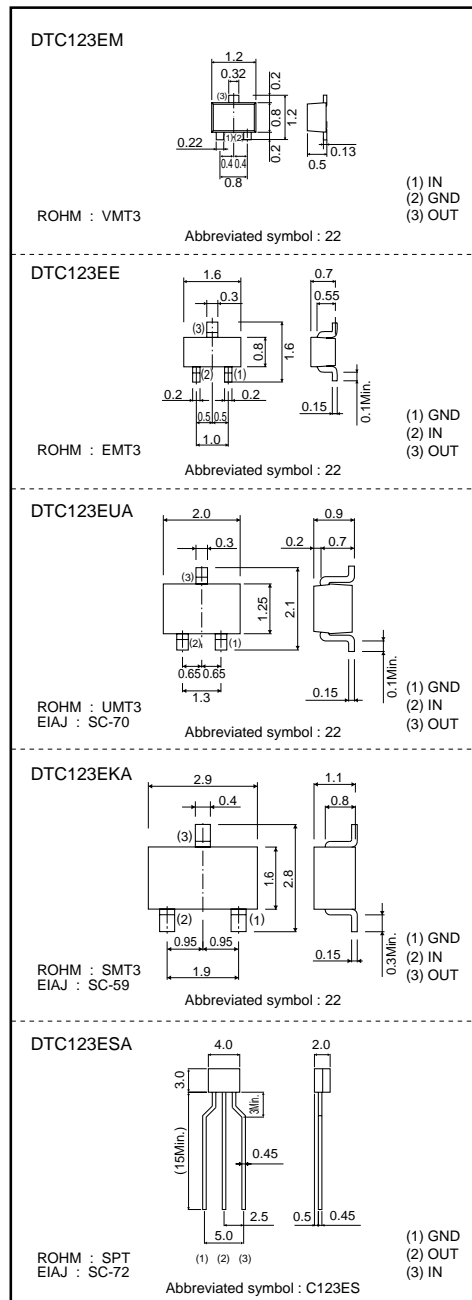 DTC123EM
1.2
0.32
0.2
(3)
0.8
1.2
0.22
(1) (2)
0.4 0.4
0.2
0.8
0.13
0.5
(1) IN
(2) GND
(3) OUT
ROHM : VMT3
Abbreviated symbol : 22
DTC123EE
1.6
0.3
0.7
0.55
(3)
0.8
1.6
(2) (1)
0.2 0.2
0.5 0.5
1.0
0.15
0.1Min.
(1) GND
(2) IN
(3) OUT
ROHM : EMT3
Abbreviated symbol : 22
DTC123EUA
2.0
0.3
0.9
0.2 0.7
(3)
1.25
2.1
(2) (1)
0.65 0.65
1.3
0.15
0.1Min.
(1) GND
(2) IN
(3) OUT
ROHM : UMT3
EIAJ : SC-70
Abbreviated symbol : 22
DTC123EKA
2.9
0.4
1.1
0.8
(3)
1.6
2.8
(2) (1)
0.95 0.95
1.9
0.15
0.3Min.
(1) GND
(2) IN
(3) OUT
ROHM : SMT3
EIAJ : SC-59
Abbreviated symbol : 22
DTC123ESA
4.0
2.0
3.0
3Min.
(15Min.)
0.45
2.5
5.0
0.5 0.45
(1) (2) (3)
(1) GND
(2) OUT
(3) IN
ROHM : SPT
EIAJ : SC-72
Abbreviated symbol : C123ES